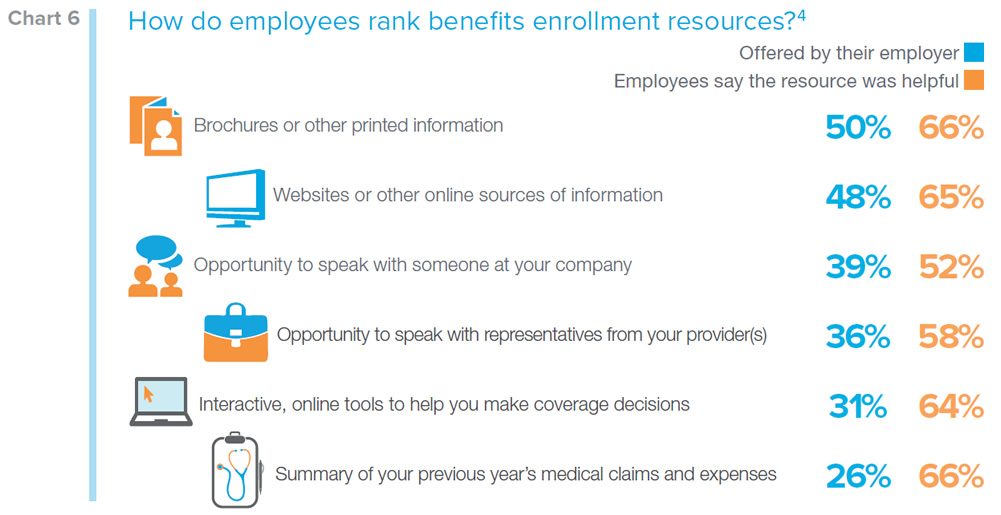 Chart 6
How do employees rank benefits enrollment resources?4
Offered by their employer
Employees say the resource was helpful
Brochures or other printed information 50% 66%
Websites or other online sources of information 48% 65%
Opportunity to speak with someone at your company 39% 52%
Opportunity to speak with representatives from your provider(s) 36% 58%
Interactive, online tools to help you make coverage decisions 31% 64%
Summary of your previous year's medical claims and expenses 26% 66%